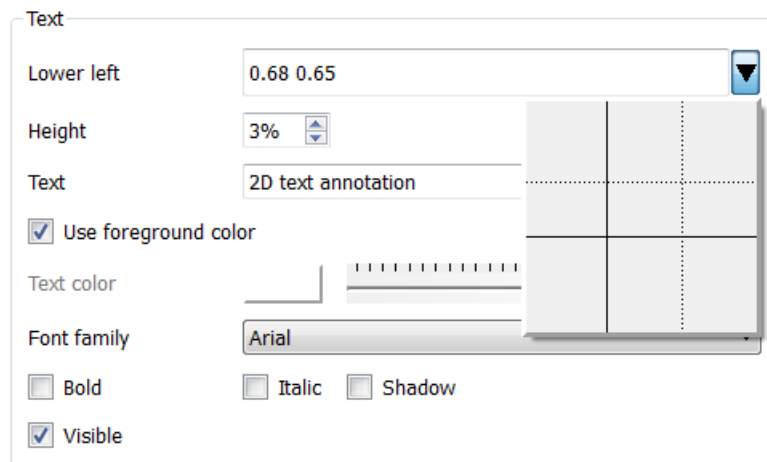 Text
Lower left 0.68 0.65
Height 3%
Text 2D text annotation
Use foreground color
Text color
Font family Arial
Bold Italic Shadow
Visible